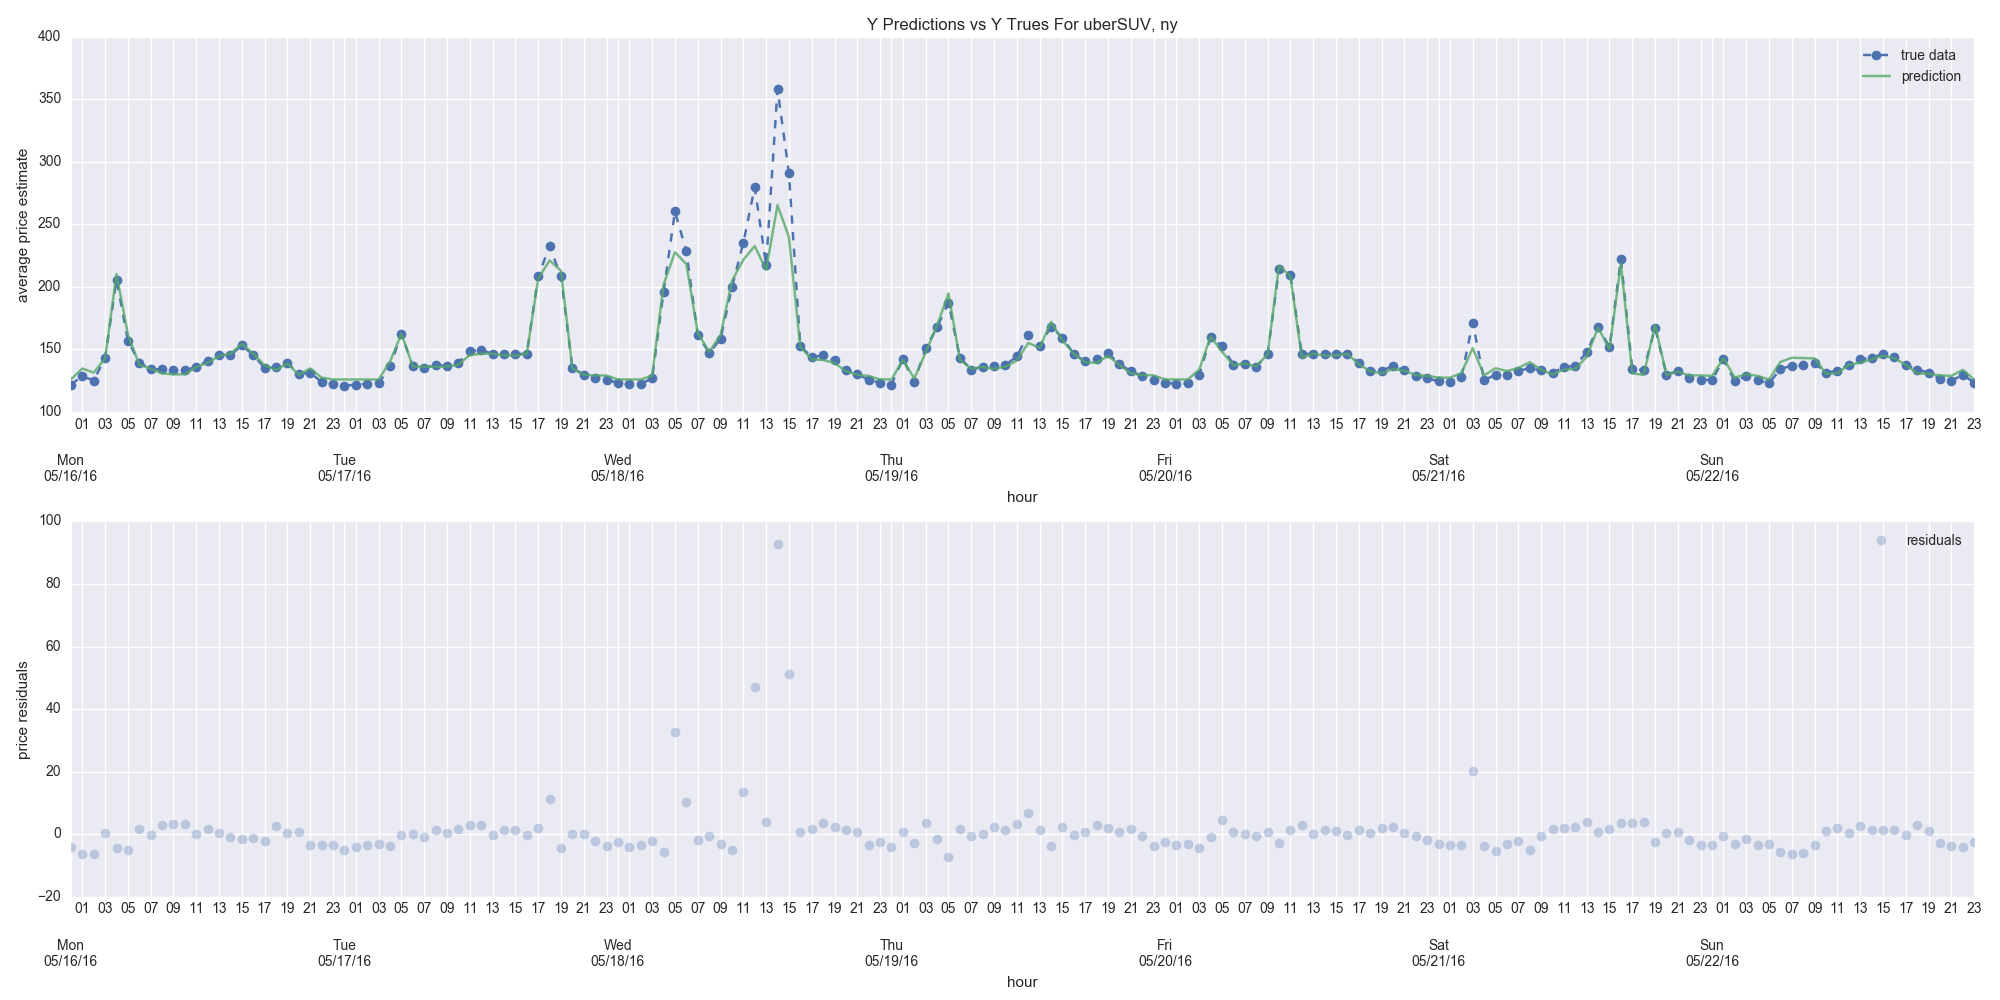 Y Predictions vs Y Trues For uberSUV, ny
400
350
300
250
200
150
100
average price estimate
true data
prediction
01 03 05 07 09 11 13 15 17 19 21 23 01 03 05 07 09 11 13 15 17 19 21 23 01 03 05 07 09 11 13 15 17 19 21 23 01 03 05 07 09 11 13 15 17 19 21 23 01 03 05 07 09 11 13 15 17 19 21 23 01 03 05 07 09 11 13 15 17 19 21 23 01 03 05 07 09 11 13 15 17 19 21 23
Mon Tue Wed Thu Fri Sat Sun
05/16/16 05/17/16 05/18/16 05/19/16 05/20/16 05/21/16 05/22/16
hour
100
80
60
40
20
0
−20
price residuals
residuals
01 03 05 07 09 11 13 15 17 19 21 23 01 03 05 07 09 11 13 15 17 19 21 23 01 03 05 07 09 11 13 15 17 19 21 23 01 03 05 07 09 11 13 15 17 19 21 23 01 03 05 07 09 11 13 15 17 19 21 23 01 03 05 07 09 11 13 15 17 19 21 23 01 03 05 07 09 11 13 15 17 19 21 23
Mon Tue Wed Thu Fri Sat Sun
05/16/16 05/17/16 05/18/16 05/19/16 05/20/16 05/21/16 05/22/16
hour